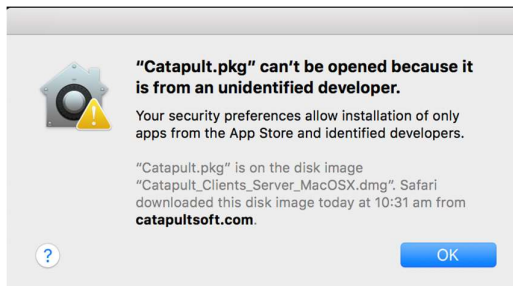 “Catapult.pkg” can’t be opened because it
is from an unidentified developer.
Your security preferences allow installation of only
apps from the App Store and identified developers.
“Catapult.pkg” is on the disk image
“Catapult_Clients_Server_MacOSX.dmg”. Safari
downloaded this disk image today at 10:31 am from
catapultsoft.com.
?
OK